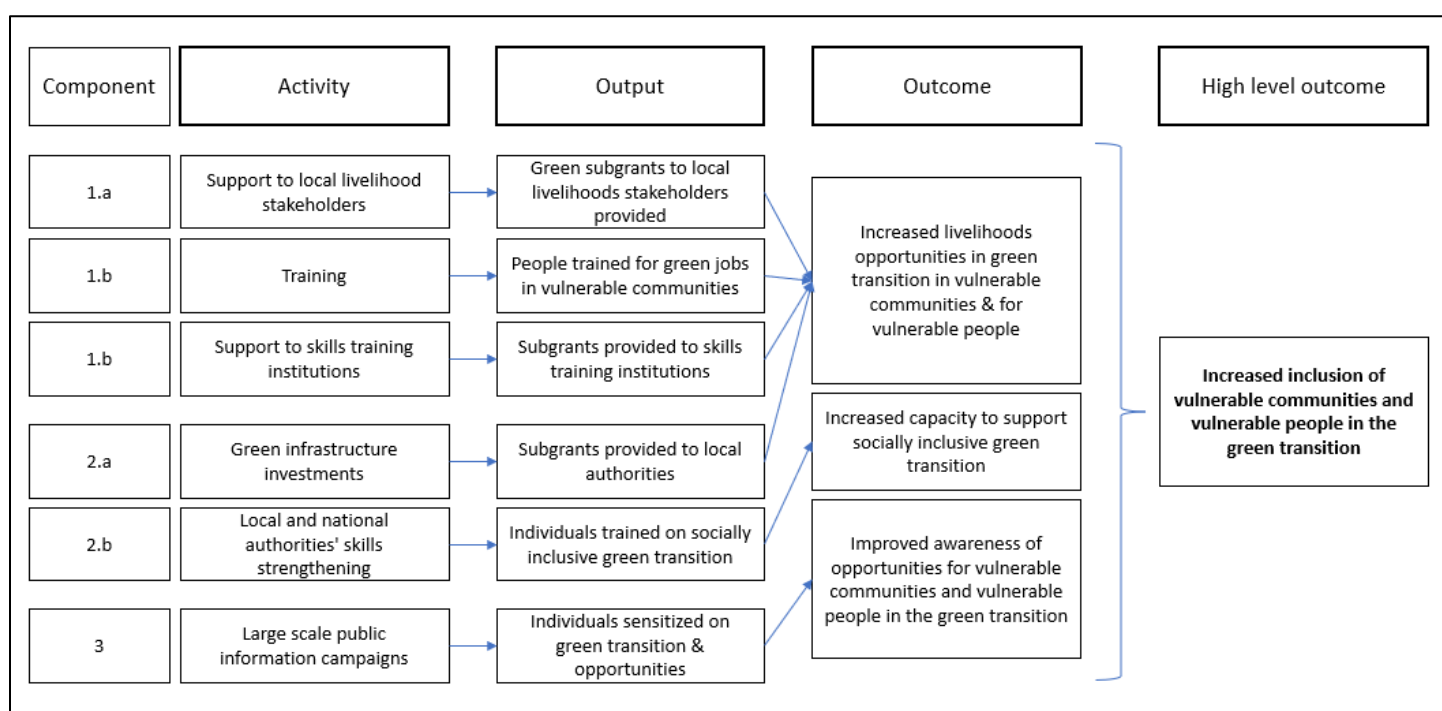 Component
Activity
Output
Outcome
High level outcome
1.a
Support to local livelihood
stakeholders
Green subgrants to local
livelihoods stakeholders
provided
1.b
Training
People trained for green jobs
in vulnerable communities
1.b
Support to skills training
institutions
Subgrants provided to skills
training institutions
2.a
Green infrastructure
investments
Subgrants provided to local
authorities
2.b
Local and national
authorities' skills
strengthening
Individuals trained on socially
inclusive green transition
3
Large scale public
information campaigns
Individuals sensitized on
green transition &
opportunities
Increased livelihoods
opportunities in green
transition in vulnerable
communities & for
vulnerable people
Increased capacity to support
socially inclusive green
transition
Improved awareness of
opportunities for vulnerable
communities and vulnerable
people in the green transition
Increased inclusion of
vulnerable communities and
vulnerable people in the
green transition